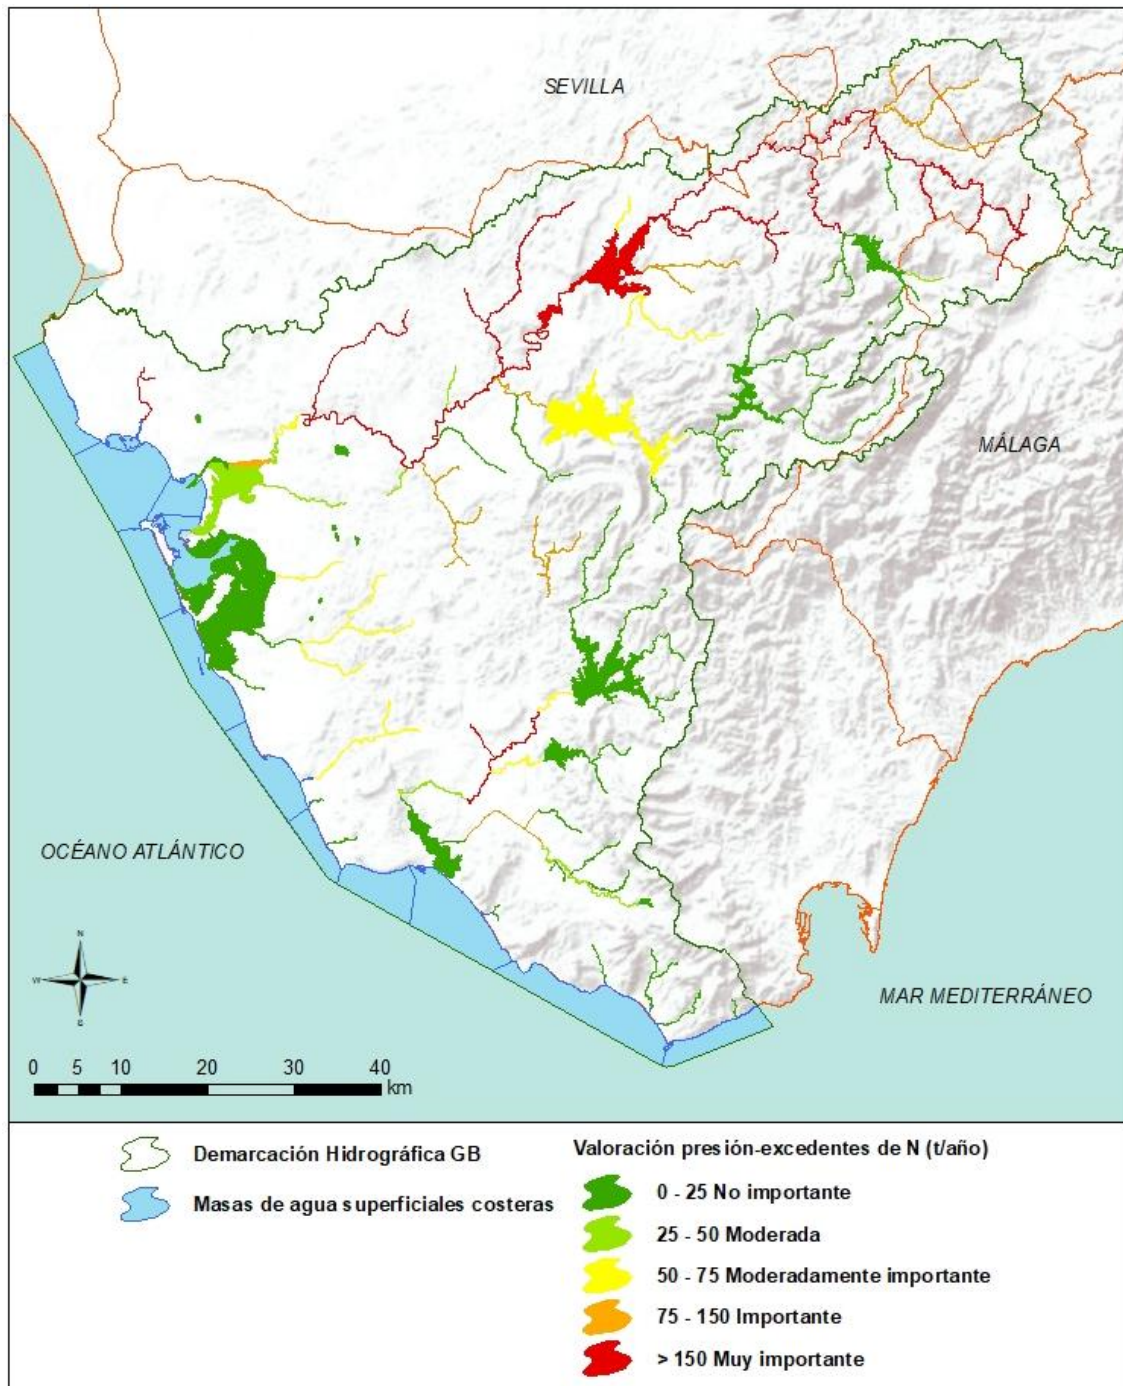 SEVILLA
MÁLAGA
OCÉANO ATLÁNTICO
MAR MEDITERRÁNEO
N
W E
S
0 5 10 20 30 40
km
Demarcación Hidrográfica GB
Masas de agua superficiales costeras
Valoración presión-excedentes de N (t/año)
0 - 25 No importante
25 - 50 Moderada
50 - 75 Moderadamente importante
75 - 150 Importante
> 150 Muy importante